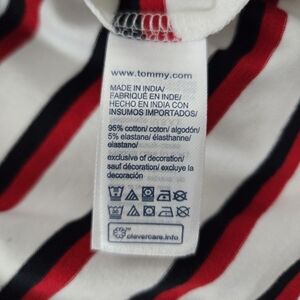 www.tommy.com
MADE IN INDIA/
FABRIQUÉ EN INDE/
HECHO EN INDIA CON
INSUMOS IMPORTADOS/
95% cotton/coton/algodón/
5% elastane/élasthanne/
elastano/
exclusive of decoration/
sauf décoration/ excluye la
decoración
clevercare.info